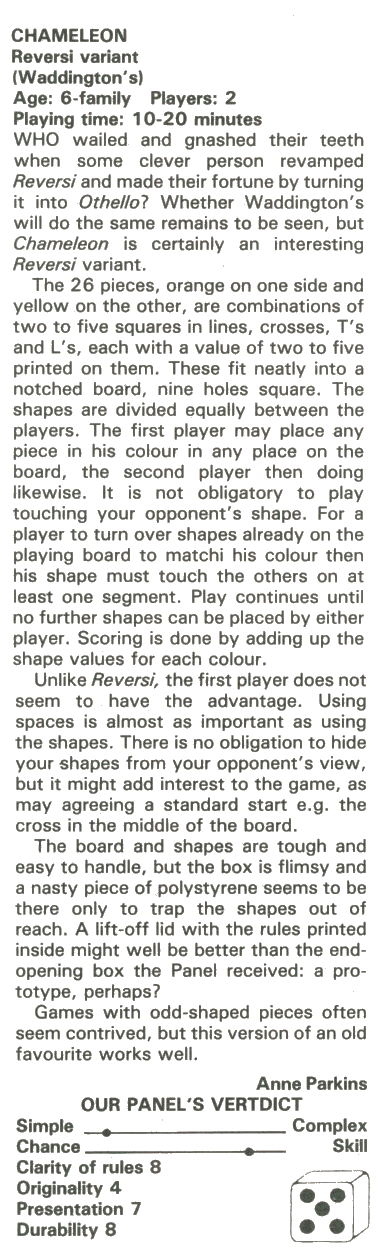 CHAMELEON
Reversi variant
(Waddington's)
Age: 6-family Players: 2
Playing time: 10-20 minutes
WHO wailed and gnashed their teeth
when some clever person revamped
Reversi and made their fortune by turning
it into Othello? Whether Waddington's
will do the same remains to be seen, but
Chameleon is certainly an interesting
Reversi variant.
The 26 pieces, orange on one side and
yellow on the other, are combinations of
two to five squares in lines, crosses, T's
and L's, each with a value of two to five
printed on them. These fit neatly into a
notched board, nine holes square. The
shapes are divided equally between the
players. The first player may place any
piece in his colour in any place on the
board, the second player then doing
likewise. It is not obligatory to play
touching your opponent's shape. For a
player to turn over shapes already on the
playing board to matchi his colour then
his shape must touch the others on at
least one segment. Play continues until
no further shapes can be placed by either
player. Scoring is done by adding up the
shape values for each colour.
Unlike Reversi, the first player does not
seem to have the advantage. Using
spaces is almost as important as using
the shapes. There is no obligation to hide
your shapes from your opponent's view,
but it might add interest to the game, as
may agreeing a standard start e.g. the
cross in the middle of the board.
The board and shapes are tough and
easy to handle, but the box is flimsy and
a nasty piece of polystyrene seems to be
there only to trap the shapes out of
reach. A lift-off lid with the rules printed
inside might well be better than the end-
opening box the Panel received: a pro-
totype, perhaps?
Games with odd-shaped pieces often
seem contrived, but this version of an old
favourite works well.
Anne Parkins
OUR PANEL'S VERTDICT
Simple Complex
Chance Skill
Clarity of rules 8
Originality 4
Presentation 7
Durability 8